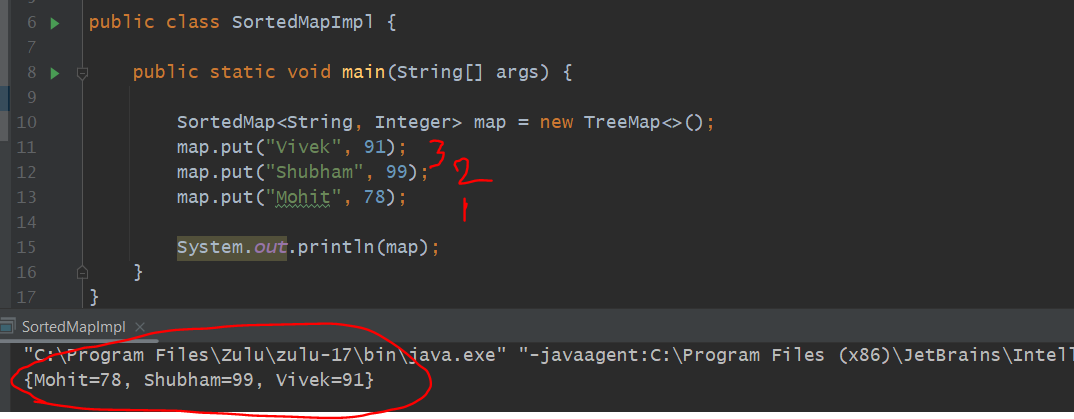 6 public class SortedMapImpl {
7
8 public static void main(String[] args) {
9
10 SortedMap<String, Integer> map = new TreeMap<>();
11 map.put("Vivek", 91); 3
12 map.put("Shubham", 99); 2
13 map.put("Mohit", 78); 1
14
15 System.out.println(map);
16 }
17 }
SortedMapImpl ×
"C:\Program Files\Zulu\zulu-17\bin\java.exe" "-javaagent:C:\Program Files (x86)\JetBrains\Intell
{Mohit=78, Shubham=99, Vivek=91}